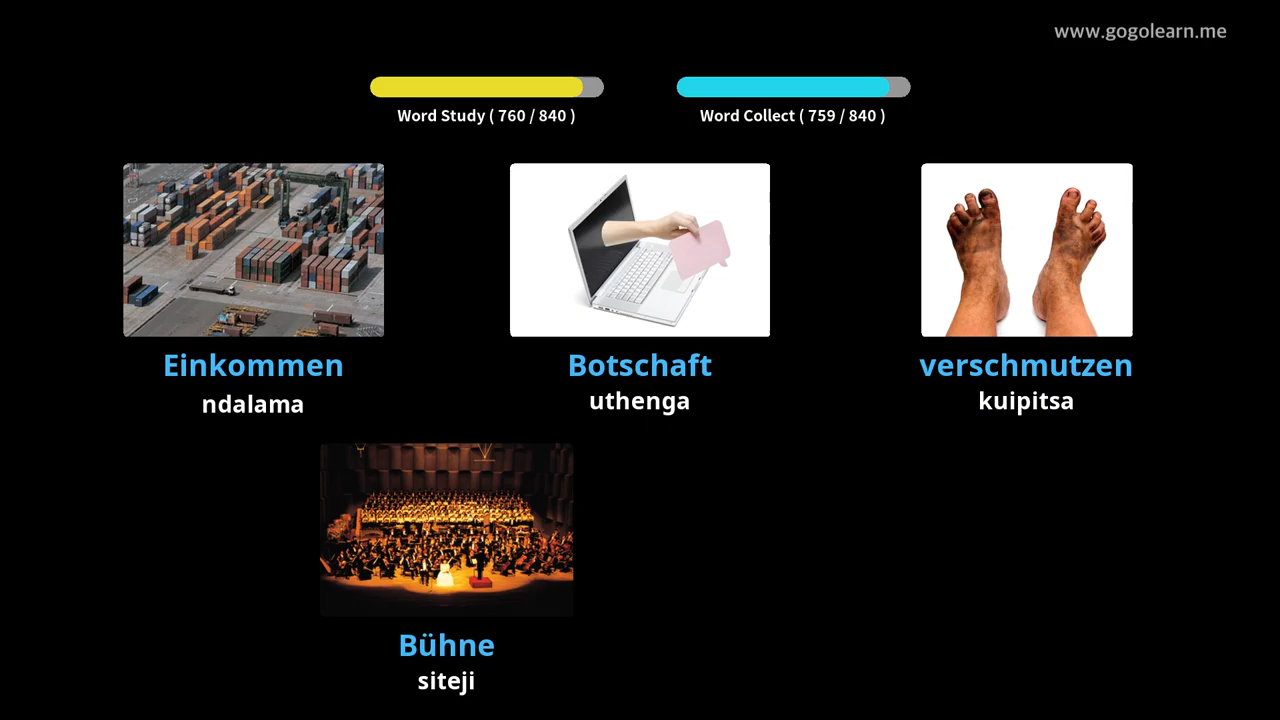 www.gogolearn.me
Word Study ( 760 / 840 )
Word Collect ( 759 / 840 )
Einkommen
ndalama
Botschaft
uthenga
verschmutzen
kuipitsa
Bühne
siteji